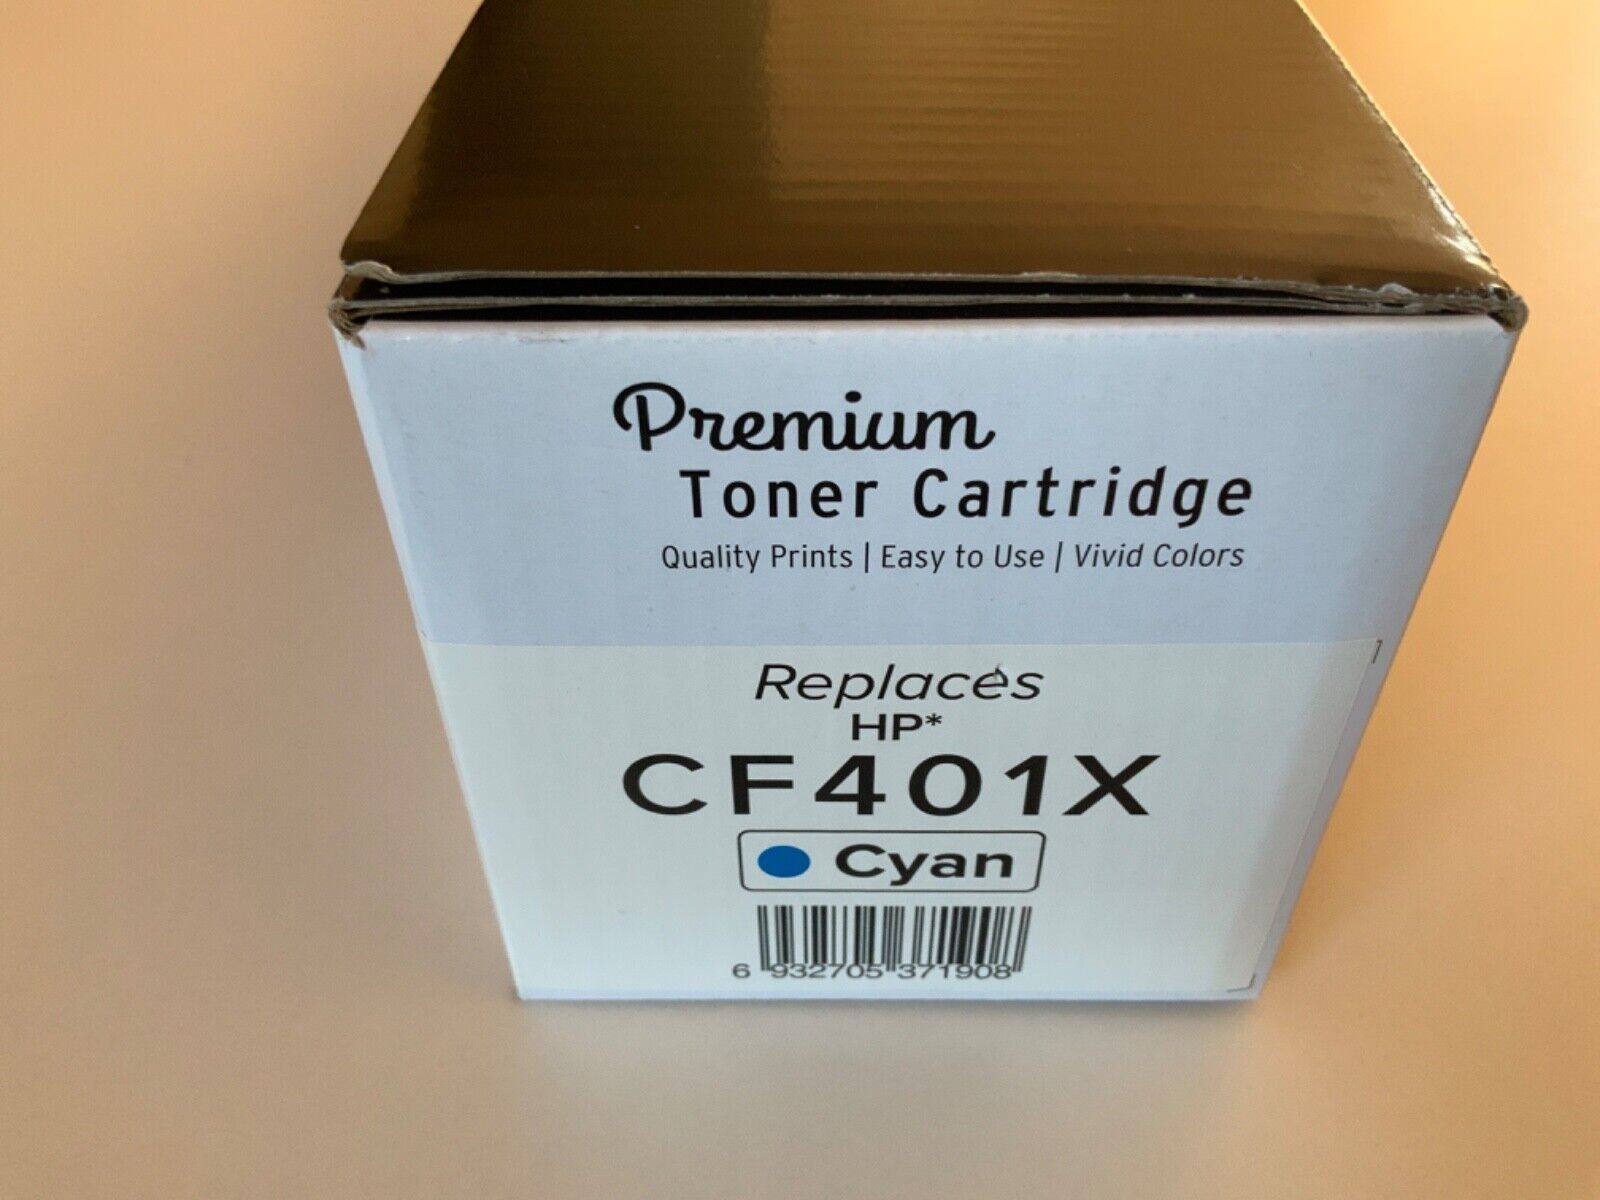 Premium
Toner Cartridge
Quality Prints | Easy to Use | Vivid Colors
Replaces
HP*
CF401X
Cyan
6 932705 371908